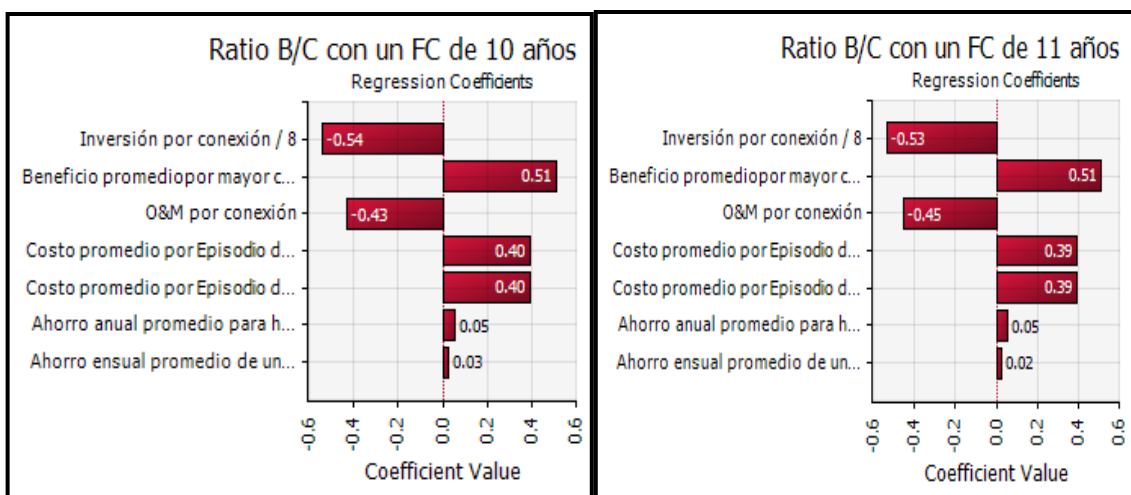 Ratio B/C con un FC de 10 años
Regression Coefficients
Inversión por conexión / 8
-0.54
Beneficio promediopor mayor c...
0.51
O&M por conexión
-0.43
Costo promedio por Episodio d...
0.40
Costo promedio por Episodio d...
0.40
Ahorro anual promedio para h...
0.05
Ahorro ensual promedio de un...
0.03
-0.6
-0.4
-0.2
0.0
0.2
0.4
0.6
Coefficient Value
Ratio B/C con un FC de 11 años
Regression Coefficients
Inversión por conexión / 8
-0.53
Beneficio promediopor mayor c...
0.51
O&M por conexión
-0.45
Costo promedio por Episodio d...
0.39
Costo promedio por Episodio d...
0.39
Ahorro anual promedio para h...
0.05
Ahorro ensual promedio de un...
0.02
-0.6
-0.4
-0.2
0.0
0.2
0.4
0.6
Coefficient Value